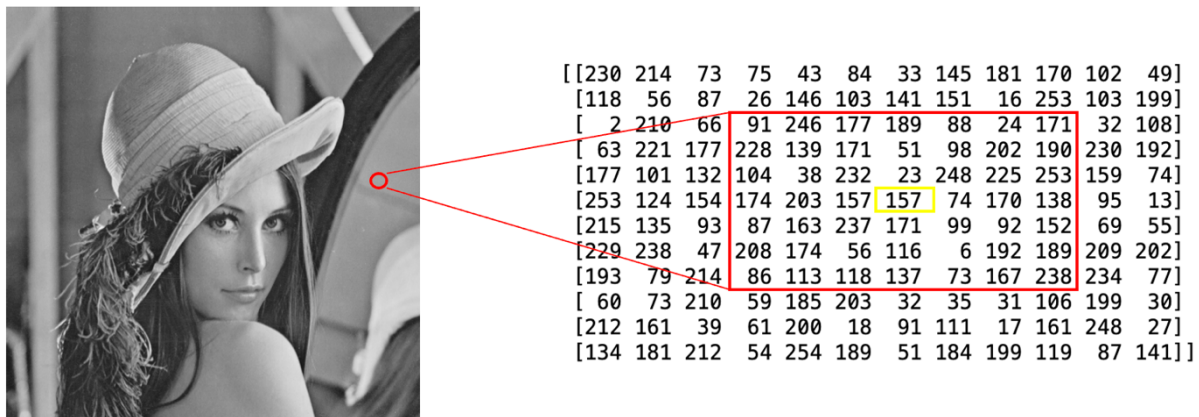 [[230 214 73 75 43 84 33 145 181 170 102 49]
[118 56 87 26 146 103 141 151 16 253 103 199]
[ 2 210 66 91 246 177 189 88 24 171 32 108]
[ 63 221 177 228 139 171 51 98 202 190 230 192]
[177 101 132 104 38 232 23 248 225 253 159 74]
[253 124 154 174 203 157 157 74 170 138 95 13]
[215 135 93 87 163 237 171 99 92 152 69 55]
[229 238 47 208 174 56 116 6 192 189 209 202]
[193 79 214 86 113 118 137 73 167 238 234 77]
[ 60 73 210 59 185 203 32 35 31 106 199 30]
[212 161 39 61 200 18 91 111 17 161 248 27]
[134 181 212 54 254 189 51 184 199 119 87 141]]